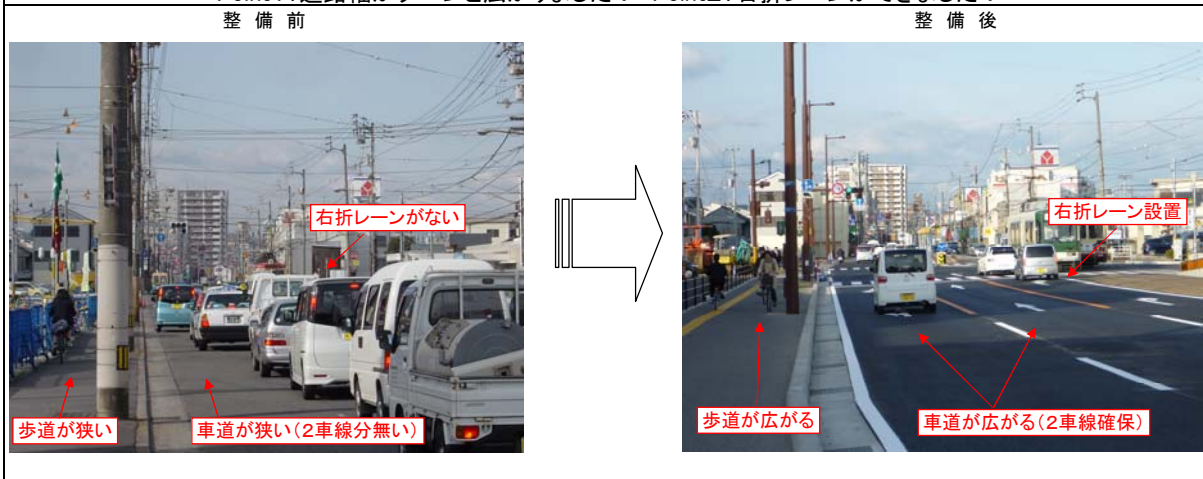 整備前
整備後
右折レーンがない
右折レーン設置
歩道が狭い
車道が狭い(2車線分無い)
歩道が広がる
車道が広がる(2車線確保)